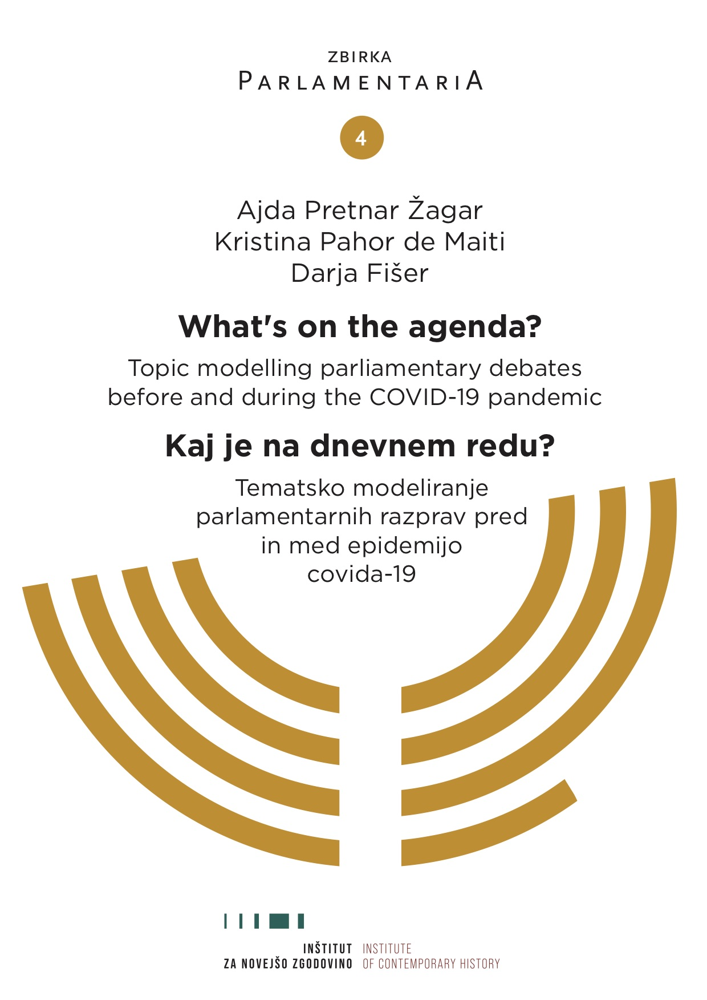 ZBIRKA
PARLAMENTARIA
4
Ajda Pretnar Žagar
Kristina Pahor de Maiti
Darja Fišer
What's on the agenda?
Topic modelling parliamentary debates
before and during the COVID-19 pandemic
Kaj je na dnevnem redu?
Tematsko modeliranje
parlamentarnih razprav pred
in med epidemijo
covida-19
INŠTITUT
ZA NOVEJŠO ZGODOVINO
INSTITUTE
OF CONTEMPORARY HISTORY